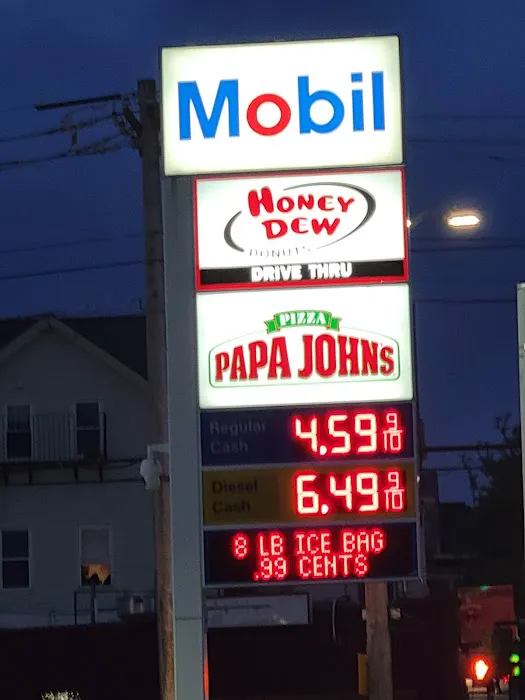 Mobil
HONEY
DEW
DONUTS
DRIVE THRU
PIZZA
PAPA JOHN'S
Regular
Cash
4.59 9/10
Diesel
Cash
6.49 9/10
8 LB ICE BAG
.99 CENTS